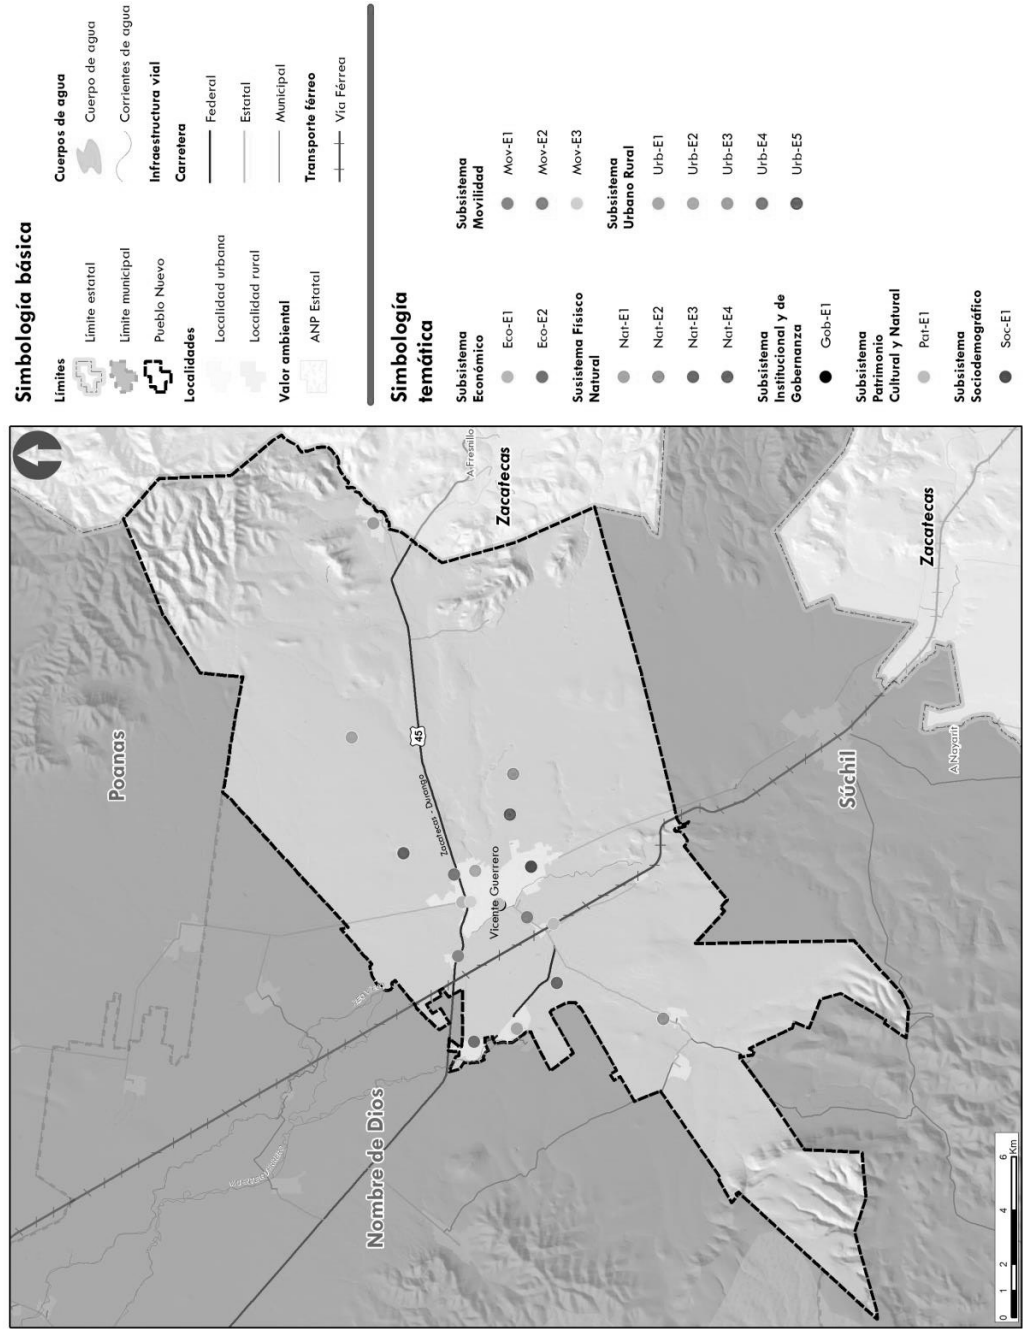 Simbología básica
Límites
Límite estatal
Límite municipal
Pueblo Nuevo
Localidades
Localidad urbana
Localidad rural
Valor ambiental
ANP Estatal
Cuerpos de agua
Cuerpo de agua
Corrientes de agua
Infraestructura vial
Carretera
Federal
Estatal
Municipal
Transporte férreo
Vía Férrea
Simbología
temática
Subsistema
Económico
Eco-E1
Eco-E2
Susistema Físisco
Natural
Nat-E1
Nat-E2
Nat-E3
Nat-E4
Subsistema
Institucional y de
Gobernanza
Gob-E1
Subsistema
Patrimonio
Cultural y Natural
Pat-E1
Subsistema
Sociodemográfico
Soc-E1
Subsistema
Movilidad
Mov-E1
Mov-E2
Mov-E3
Subsistema
Urbano Rural
Urb-E1
Urb-E2
Urb-E3
Urb-E4
Urb-E5
Poanas
A Fresnillo
Zacatecas
45
Zacatecas - Durango
Vicente Guerrero
Nombre de Dios
Súchil
A Nayarit
Zacatecas
0 1 2 4 6
Km